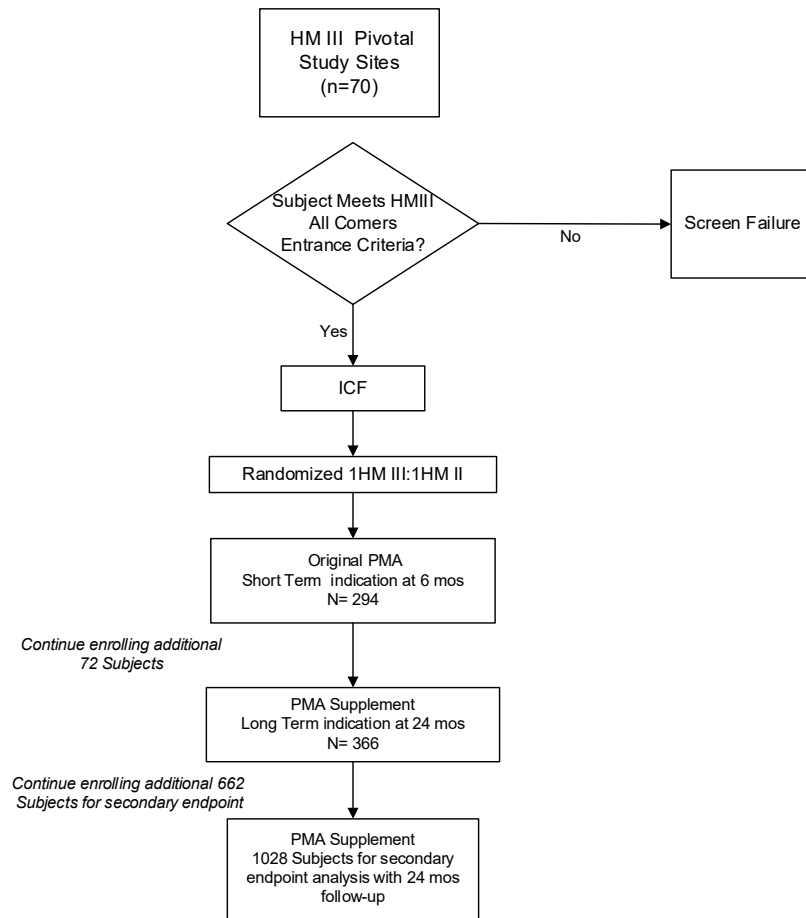 HM III Pivotal
Study Sites
(n=70)
Subject Meets HMIII
All Comers
Entrance Criteria?
No
Screen Failure
Yes
ICF
Randomized 1HM III:1HM II
Original PMA
Short Term indication at 6 mos
N= 294
Continue enrolling additional
72 Subjects
PMA Supplement
Long Term indication at 24 mos
N= 366
Continue enrolling additional 662
Subjects for secondary endpoint
PMA Supplement
1028 Subjects for secondary
endpoint analysis with 24 mos
follow-up